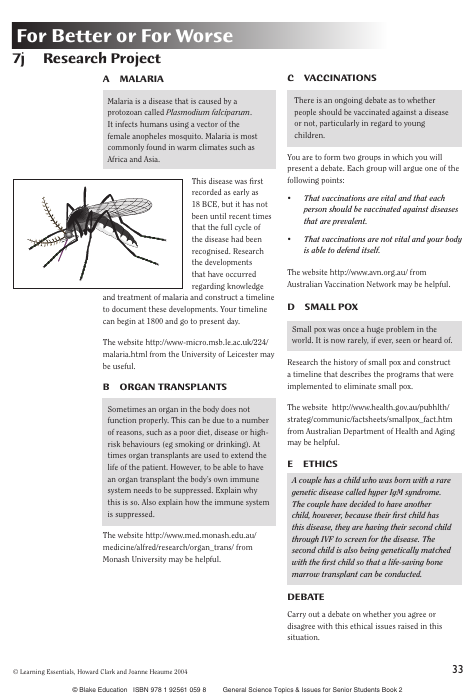 For Better or For Worse
7j Research Project
A MALARIA
Malaria is a disease that is caused by a
protozoan called Plasmodium falciparum.
It infects humans using a vector of the
female anopheles mosquito. Malaria is most
commonly found in warm climates such as
Africa and Asia.
This disease was first
recorded as early as
18 BCE, but it has not
been until recent times
that the full cycle of
the disease had been
recognised. Research
the developments
that have occurred
regarding knowledge
and treatment of malaria and construct a timeline
to document these developments. Your timeline
can begin at 1800 and go to present day.
The website http://www-micro.msb.le.ac.uk/224/
malaria.html from the University of Leicester may
be useful.
B ORGAN TRANSPLANTS
Sometimes an organ in the body does not
function properly. This can be due to a number
of reasons, such as a poor diet, disease or high-
risk behaviours (eg smoking or drinking). At
times organ transplants are used to extend the
life of the patient. However, to be able to have
an organ transplant the body's own immune
system needs to be suppressed. Explain why
this is so. Also explain how the immune system
is suppressed.
The website http://www.med.monash.edu.au/
medicine/alfred/research/organ_trans/ from
Monash University may be helpful.
C VACCINATIONS
There is an ongoing debate as to whether
people should be vaccinated against a disease
or not, particularly in regard to young
children.
You are to form two groups in which you will
present a debate. Each group will argue one of the
following points:
• That vaccinations are vital and that each
person should be vaccinated against diseases
that are prevalent.
• That vaccinations are not vital and your body
is able to defend itself.
The website http://www.avn.org.au/ from
Australian Vaccination Network may be helpful.
D SMALL POX
Small pox was once a huge problem in the
world. It is now rarely, if ever, seen or heard of.
Research the history of small pox and construct
a timeline that describes the programs that were
implemented to eliminate small pox.
The website http://www.health.gov.au/pubhlth/
strateg/communic/factsheets/smallpox_fact.htm
from Australian Department of Health and Aging
may be helpful.
E ETHICS
A couple have a child who was born with a rare
genetic disease called hyper IgM syndrome.
The couple have decided to have another
child, however, because their first child has
this disease, they are having their second child
through IVF to screen for the disease. The
second child is also being genetically matched
with the first child so that a life-saving bone
marrow transplant can be conducted.
DEBATE
Carry out a debate on whether you agree or
disagree with this ethical issues raised in this
situation.
© Learning Essentials, Howard Clark and Joanne Heaume 2004
33
© Blake Education ISBN 978 1 92561 059 8 General Science Topics & Issues for Senior Students Book 2